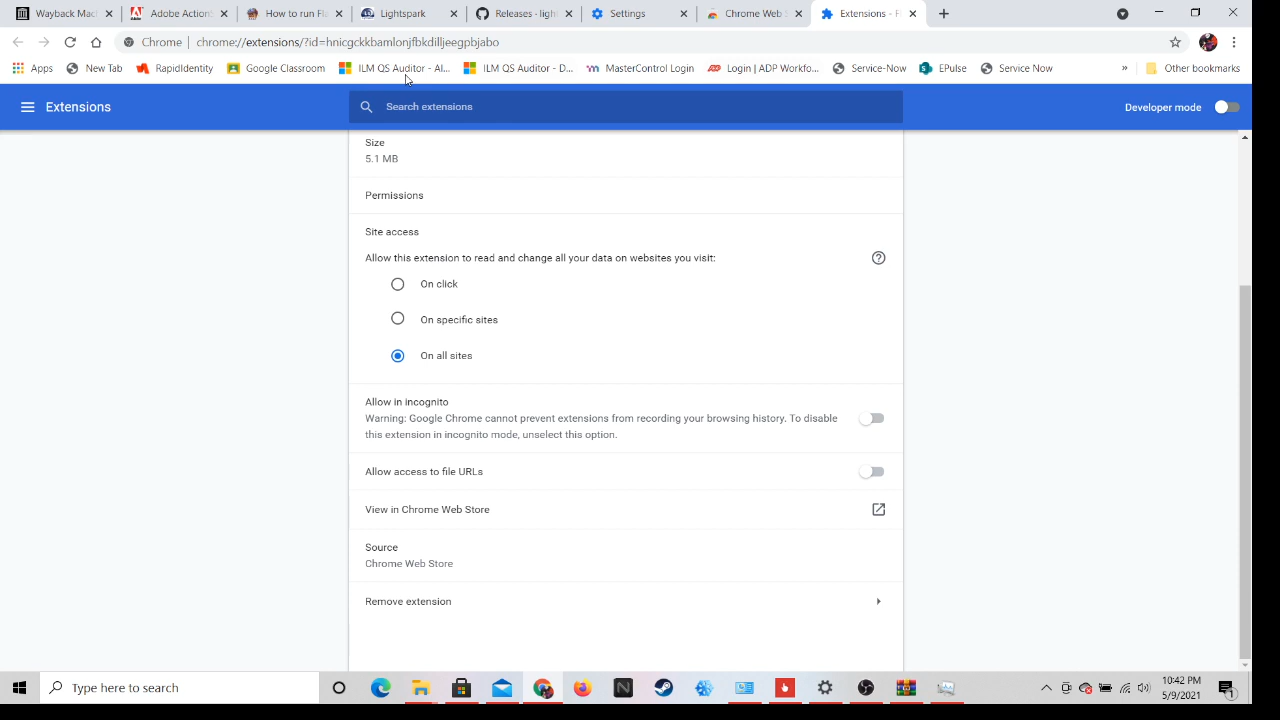 Wayback Mach
Adobe Action
How to run Fla
Lightspark
Releases · light
Settings
Chrome Web S
Extensions - Fl
Chrome | chrome://extensions/?id=hnicgckkbamlonjfbkdilljeegpbjabo
Apps
New Tab
RapidIdentity
Google Classroom
ILM QS Auditor - Al...
ILM QS Auditor - D...
MasterControl Login
Login | ADP Workfo...
Service-Now
EPulse
Service Now
»
Other bookmarks
Extensions
Search extensions
Developer mode
Size
5.1 MB
Permissions
Site access
Allow this extension to read and change all your data on websites you visit:
On click
On specific sites
On all sites
Allow in incognito
Warning: Google Chrome cannot prevent extensions from recording your browsing history. To disable
this extension in incognito mode, unselect this option.
Allow access to file URLs
View in Chrome Web Store
Source
Chrome Web Store
Remove extension
Type here to search
10:42 PM
5/9/2021